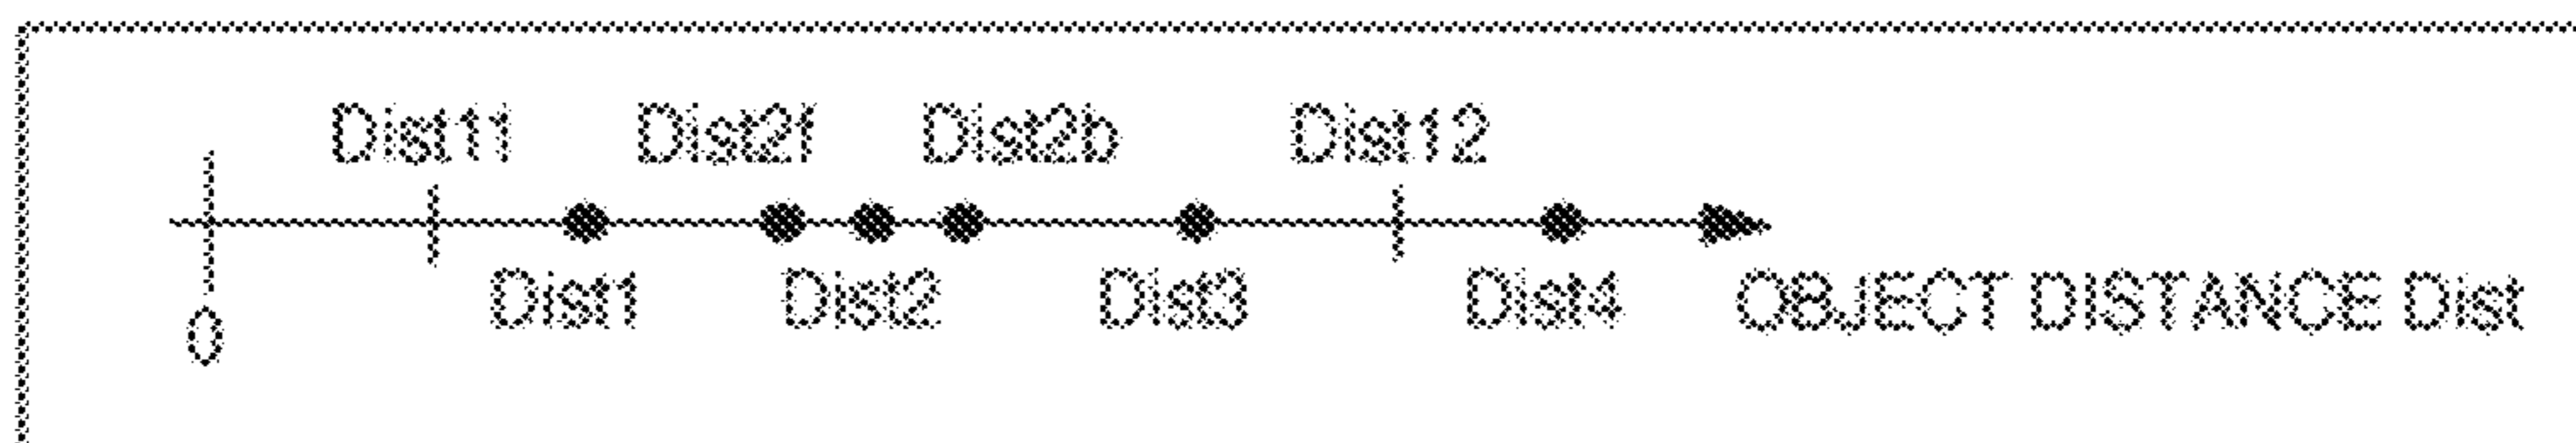 Dist11 Dist2f Dist2b Dist12
Dist1 Dist2 Dist3 Dist4 OBJECT DISTANCE Dist
0